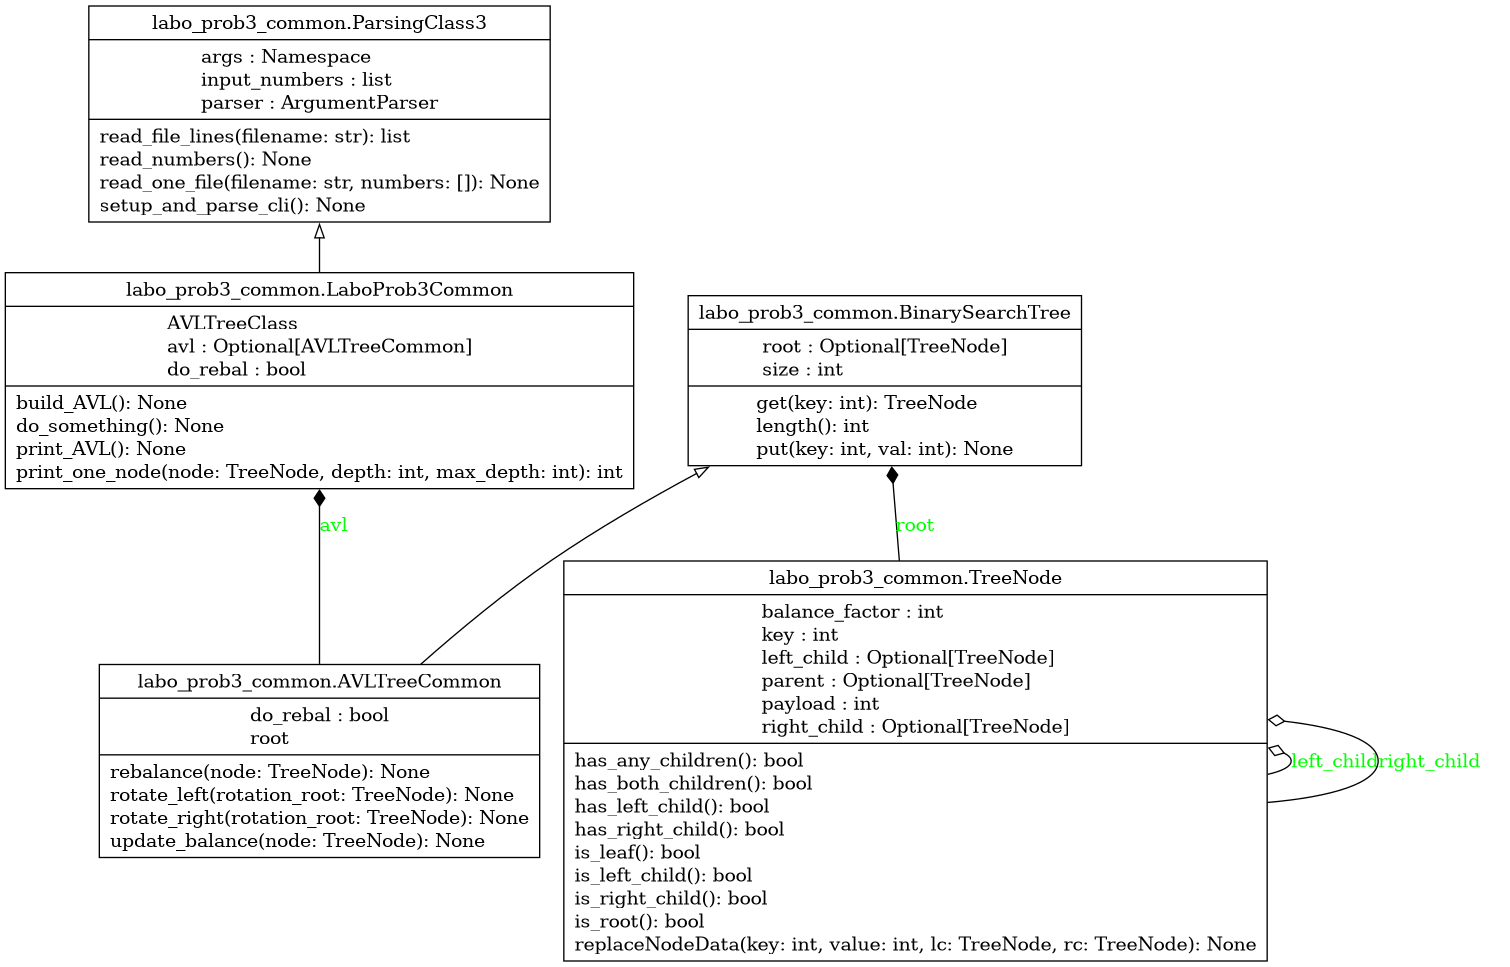 labo_prob3_common.ParsingClass3
args : Namespace
input_numbers : list
parser : ArgumentParser
read_file_lines(filename: str): list
read_numbers(): None
read_one_file(filename: str, numbers: []): None
setup_and_parse_cli(): None
labo_prob3_common.LaboProb3Common
AVLTreeClass
avl : Optional[AVLTreeCommon]
do_rebal : bool
build_AVL(): None
do_something(): None
print_AVL(): None
print_one_node(node: TreeNode, depth: int, max_depth: int): int
labo_prob3_common.BinarySearchTree
root : Optional[TreeNode]
size : int
get(key: int): TreeNode
length(): int
put(key: int, val: int): None
avl
root
labo_prob3_common.AVLTreeCommon
do_rebal : bool
root
rebalance(node: TreeNode): None
rotate_left(rotation_root: TreeNode): None
rotate_right(rotation_root: TreeNode): None
update_balance(node: TreeNode): None
labo_prob3_common.TreeNode
balance_factor : int
key : int
left_child : Optional[TreeNode]
parent : Optional[TreeNode]
payload : int
right_child : Optional[TreeNode]
has_any_children(): bool
has_both_children(): bool
has_left_child(): bool
has_right_child(): bool
is_leaf(): bool
is_left_child(): bool
is_right_child(): bool
is_root(): bool
replaceNodeData(key: int, value: int, lc: TreeNode, rc: TreeNode): None
left_child
right_child